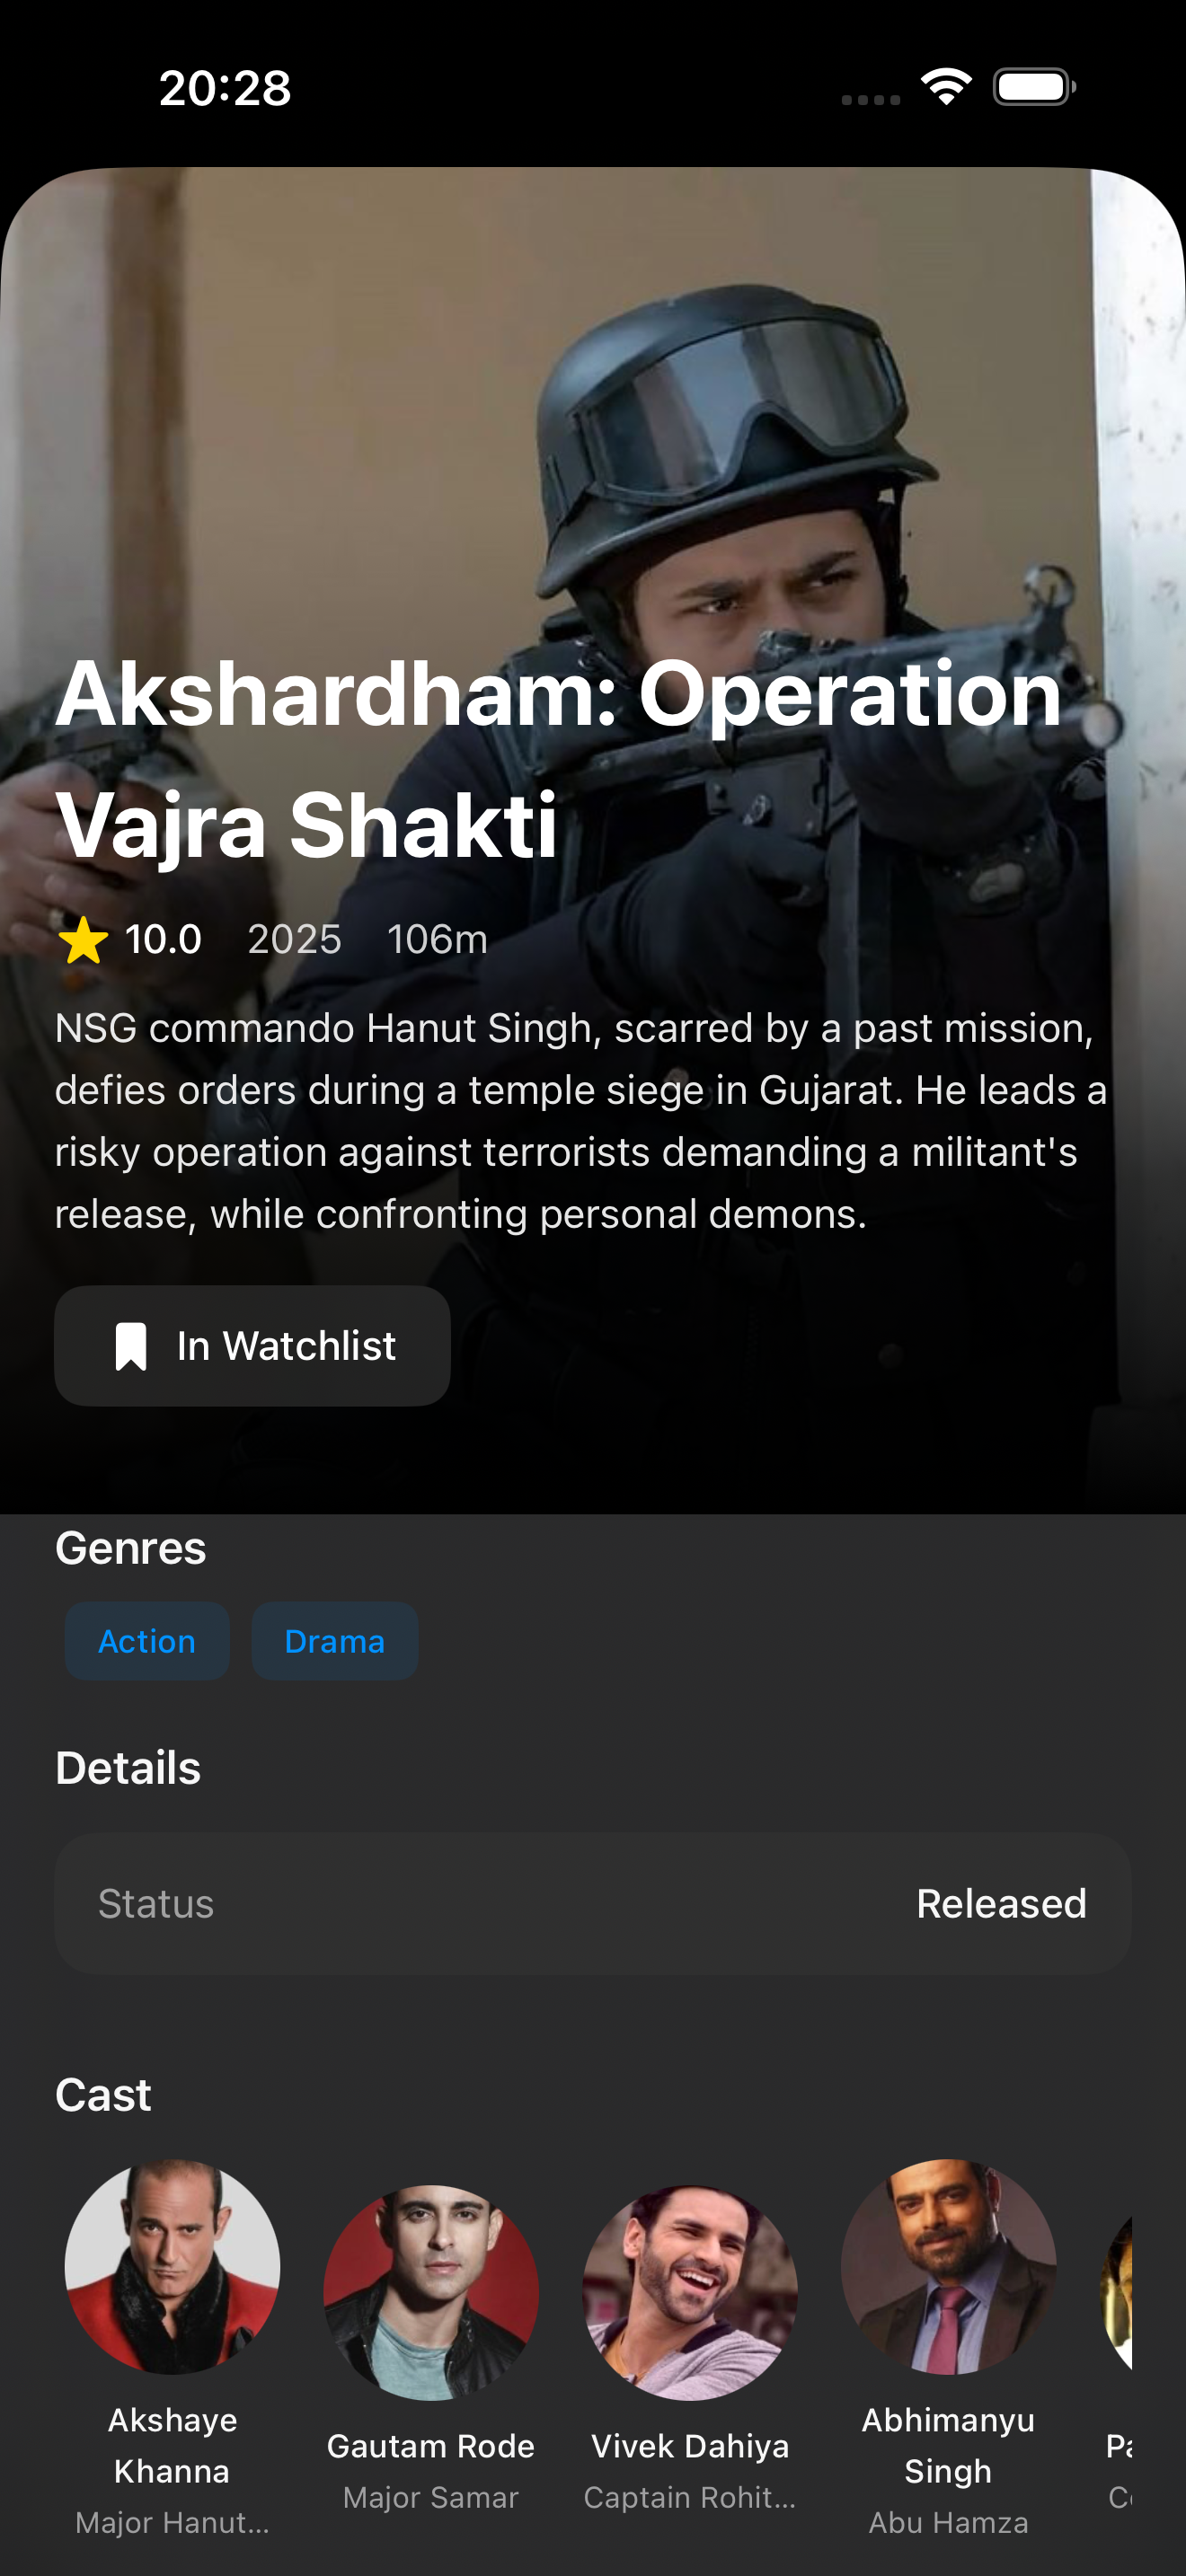 20:28
Akshardham: Operation
Vajra Shakti
10.0 2025 106m
NSG commando Hanut Singh, scarred by a past mission,
defies orders during a temple siege in Gujarat. He leads a
risky operation against terrorists demanding a militant's
release, while confronting personal demons.
In Watchlist
Genres
Action Drama
Details
Status Released
Cast
Akshaye
Khanna
Major Hanut...
Gautam Rode
Major Samar
Vivek Dahiya
Captain Rohit...
Abhimanyu
Singh
Abu Hamza